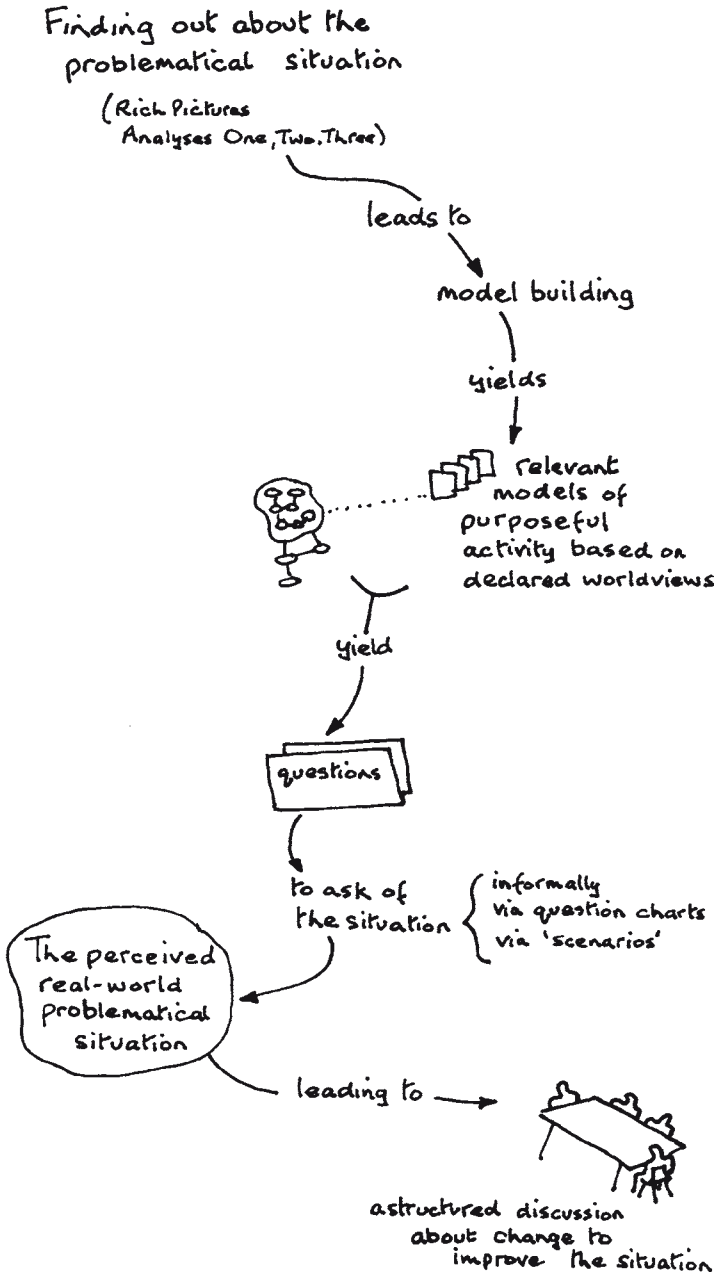 Finding out about the
problematical situation
(Rich Pictures
Analyses One, Two, Three)
leads to
model building
yields
relevant
models of
purposeful
activity based on
declared worldviews
yield
questions
to ask of
the situation
informally
via question charts
via 'scenarios'
The perceived
real-world
problematical
situation
leading to
a structured discussion
about change to
improve the situation